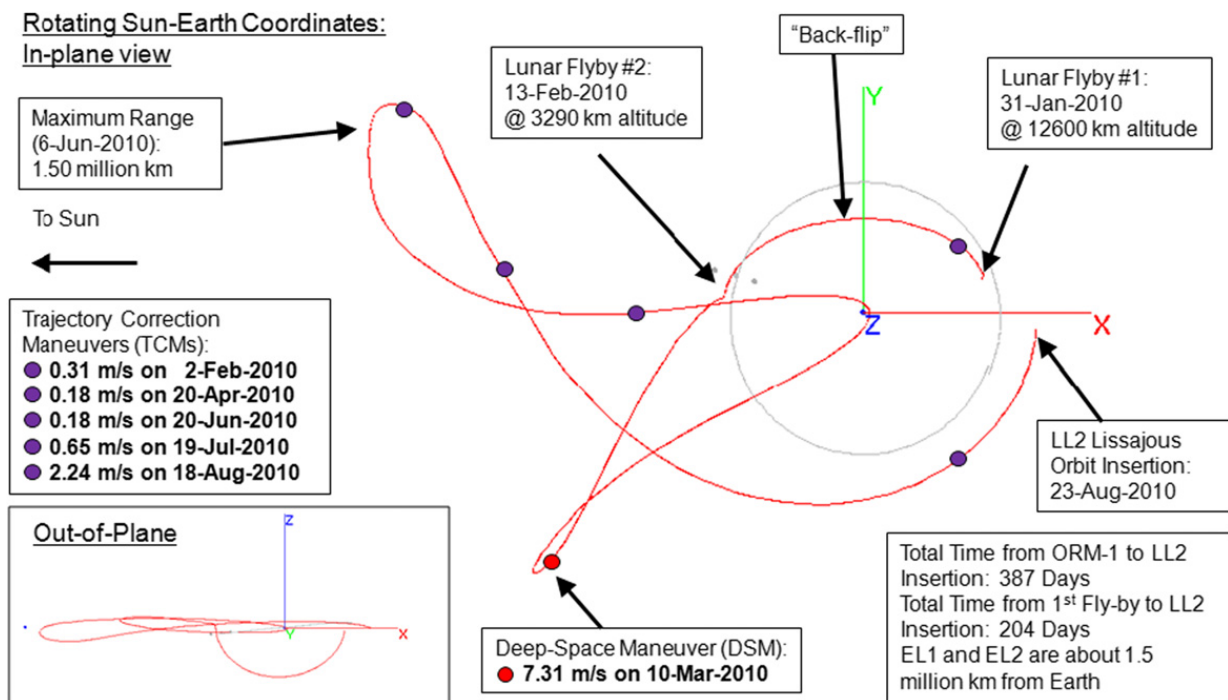 Rotating Sun-Earth Coordinates:
In-plane view
"Back-flip"
Lunar Flyby #2:
13-Feb-2010
@ 3290 km altitude
Lunar Flyby #1:
31-Jan-2010
@ 12600 km altitude
Maximum Range
(6-Jun-2010):
1.50 million km
To Sun
Y
Z
X
Trajectory Correction
Maneuvers (TCMs):
0.31 m/s on 2-Feb-2010
0.18 m/s on 20-Apr-2010
0.18 m/s on 20-Jun-2010
0.65 m/s on 19-Jul-2010
2.24 m/s on 18-Aug-2010
LL2 Lissajous
Orbit Insertion:
23-Aug-2010
Out-of-Plane
Z
Y
X
Deep-Space Maneuver (DSM):
7.31 m/s on 10-Mar-2010
Total Time from ORM-1 to LL2
Insertion: 387 Days
Total Time from 1st Fly-by to LL2
Insertion: 204 Days
EL1 and EL2 are about 1.5
million km from Earth